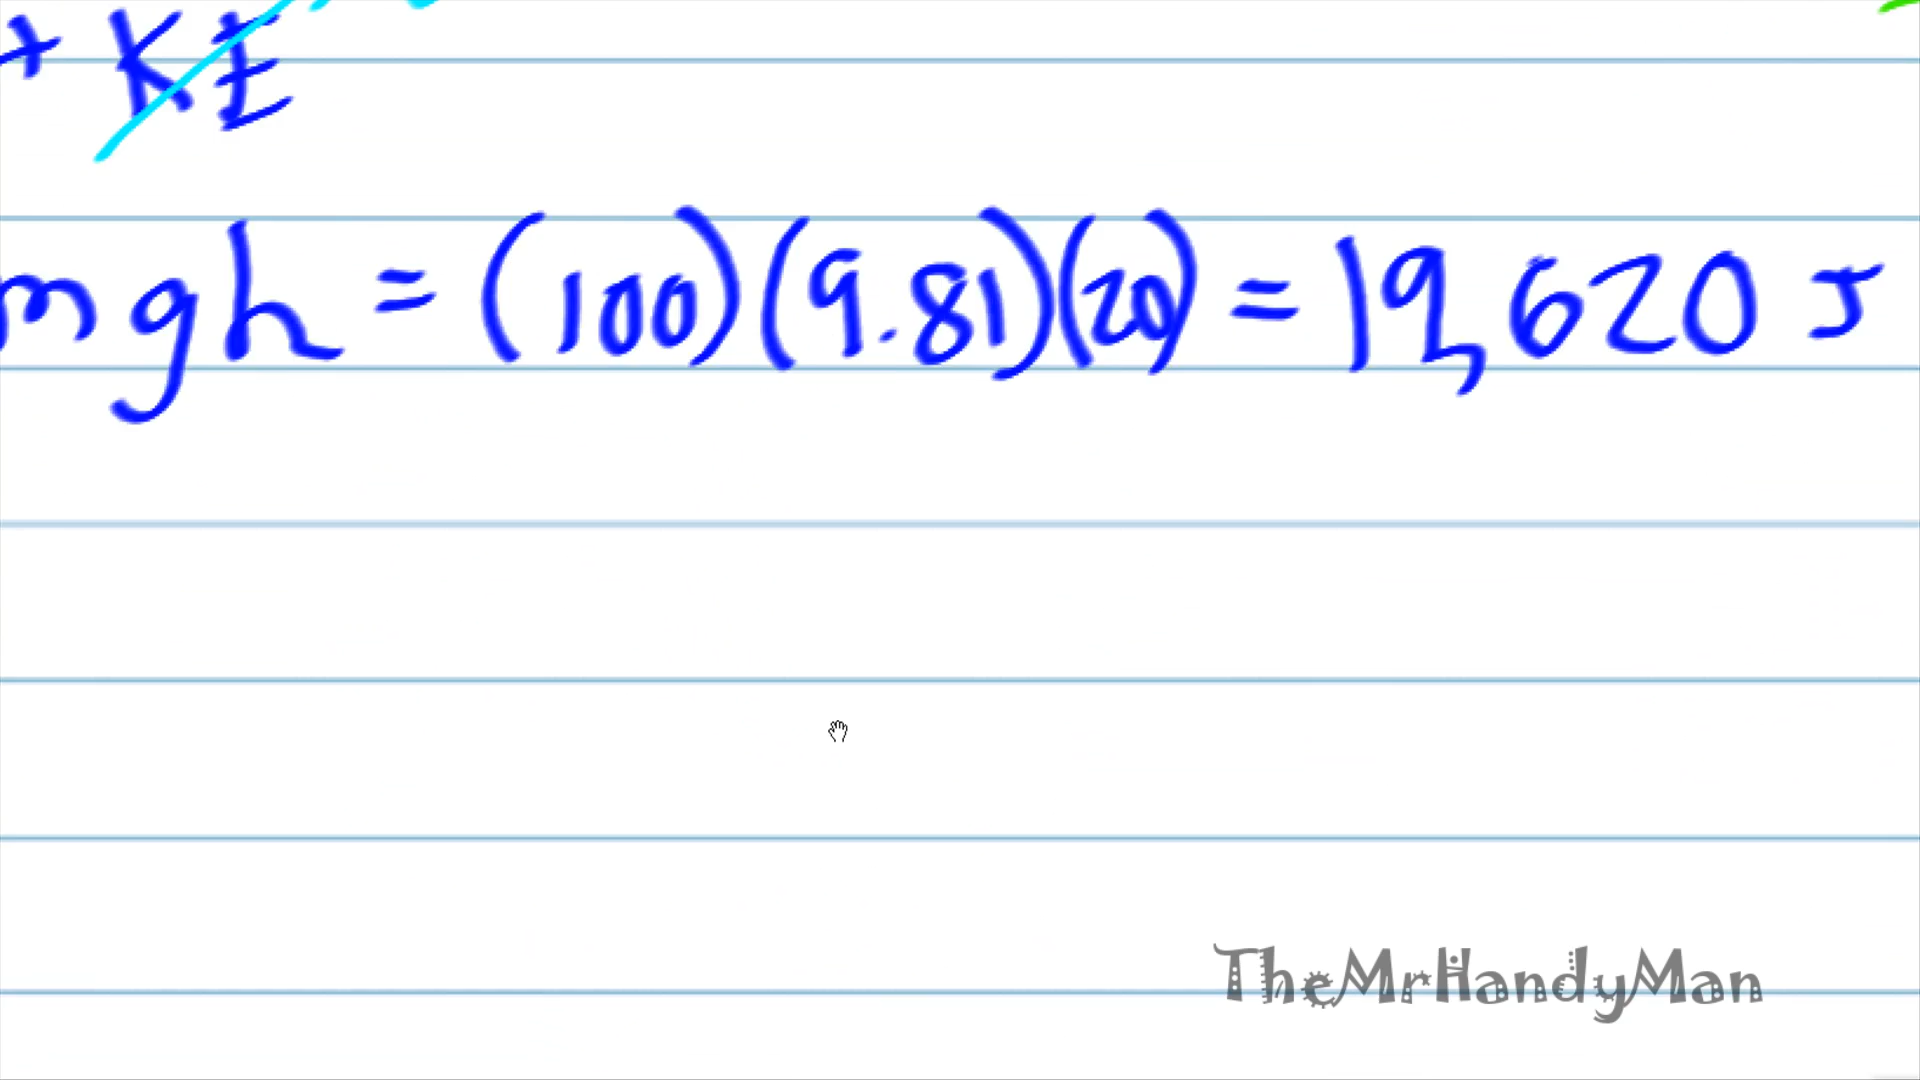 + KE
mgh = (100)(9.81)(20) = 19,620 J
TheMrHandyMan